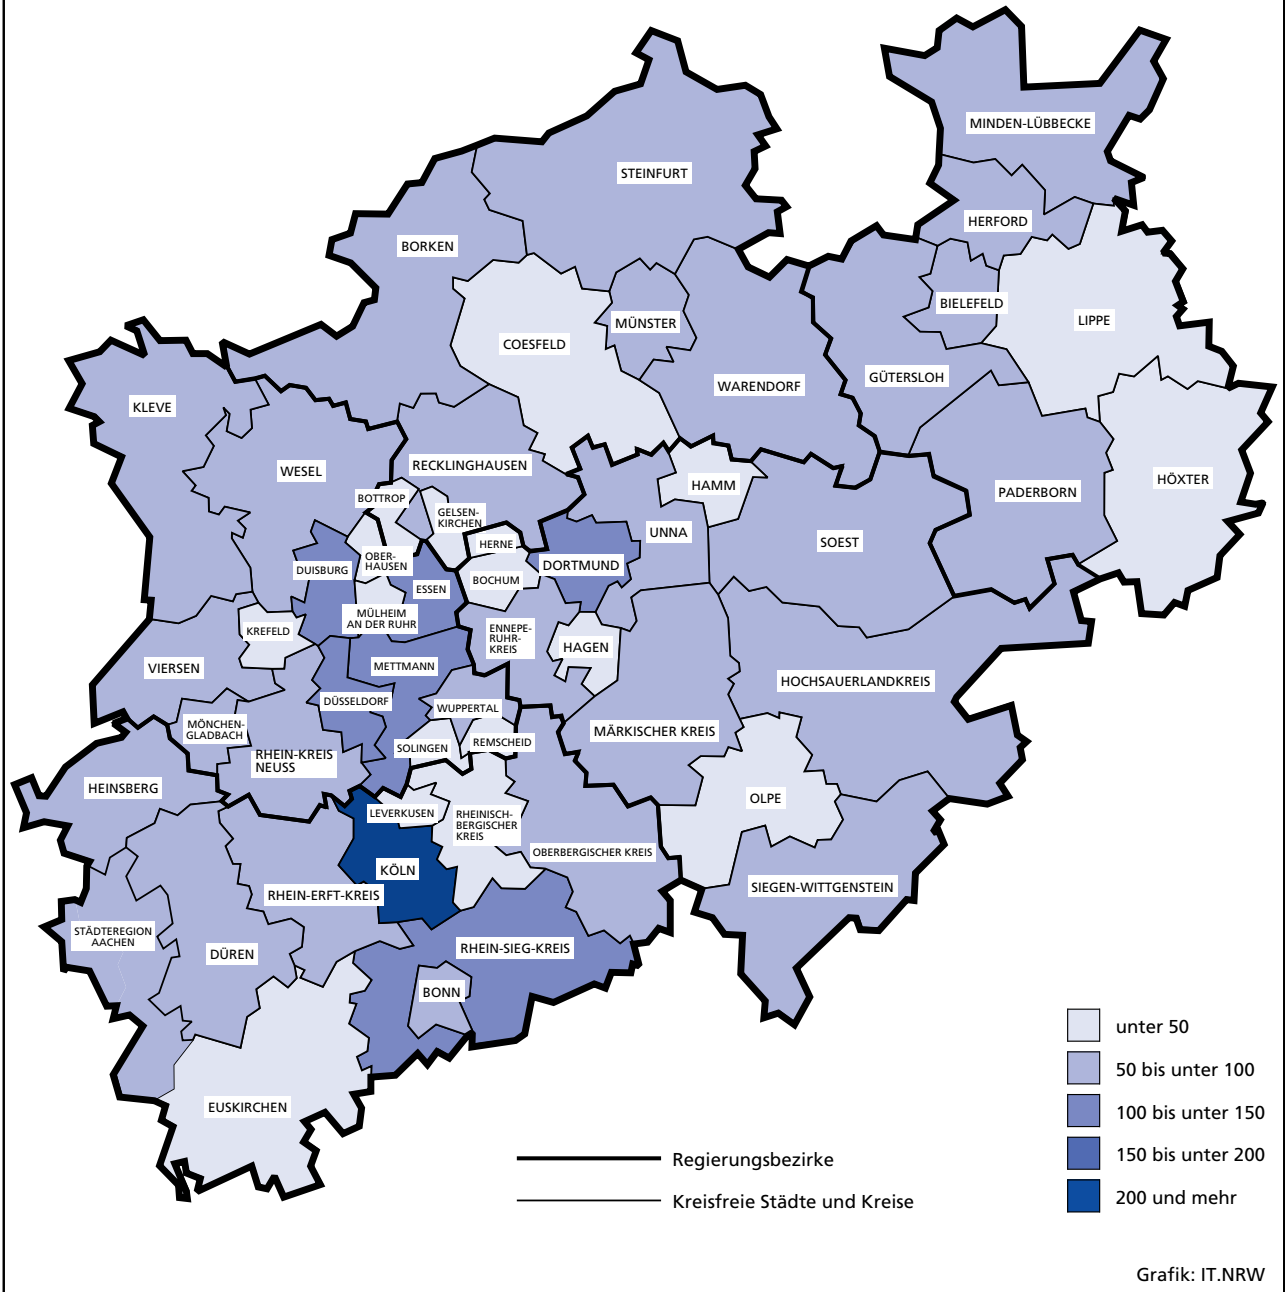 MINDEN-LÜBBECKE
STEINFURT
HERFORD
BORKEN
BIELEFELD
MÜNSTER
LIPPE
COESFELD
GÜTERSLOH
WARENDORF
KLEVE
RECKLINGHAUSEN
WESEL
HÖXTER
HAMM
PADERBORN
BOTTROP
GELSEN-
KIRCHEN
UNNA
SOEST
HERNE
OBER-
HAUSEN
DORTMUND
DUISBURG
BOCHUM
ESSEN
MÜLHEIM
AN DER RUHR
KREFELD
ENNEPE-
RUHR-
KREIS
HAGEN
VIERSEN
METTMANN
HOCHSAUERLANDKREIS
DÜSSELDORF
WUPPERTAL
MÖNCHEN-
GLADBACH
MÄRKISCHER KREIS
SOLINGEN
REMSCHEID
RHEIN-KREIS
NEUSS
HEINSBERG
OLPE
LEVERKUSEN
RHEINISCH-
BERGISCHER
KREIS
OBERBERGISCHER KREIS
KÖLN
SIEGEN-WITTGENSTEIN
RHEIN-ERFT-KREIS
STÄDTEREGION
AACHEN
DÜREN
RHEIN-SIEG-KREIS
BONN
EUSKIRCHEN
unter 50
50 bis unter 100
100 bis unter 150
150 bis unter 200
200 und mehr
Regierungsbezirke
Kreisfreie Städte und Kreise
Grafik: IT.NRW